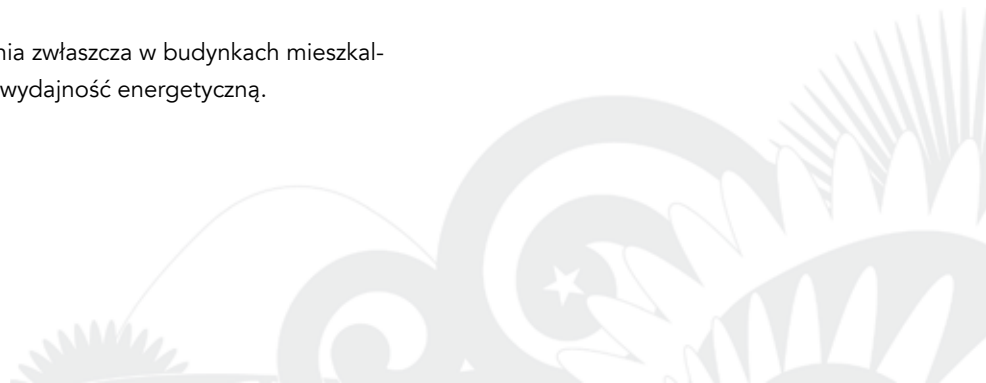 nia zwłaszcza w budynkach mieszkal-
wydajność energetyczną.